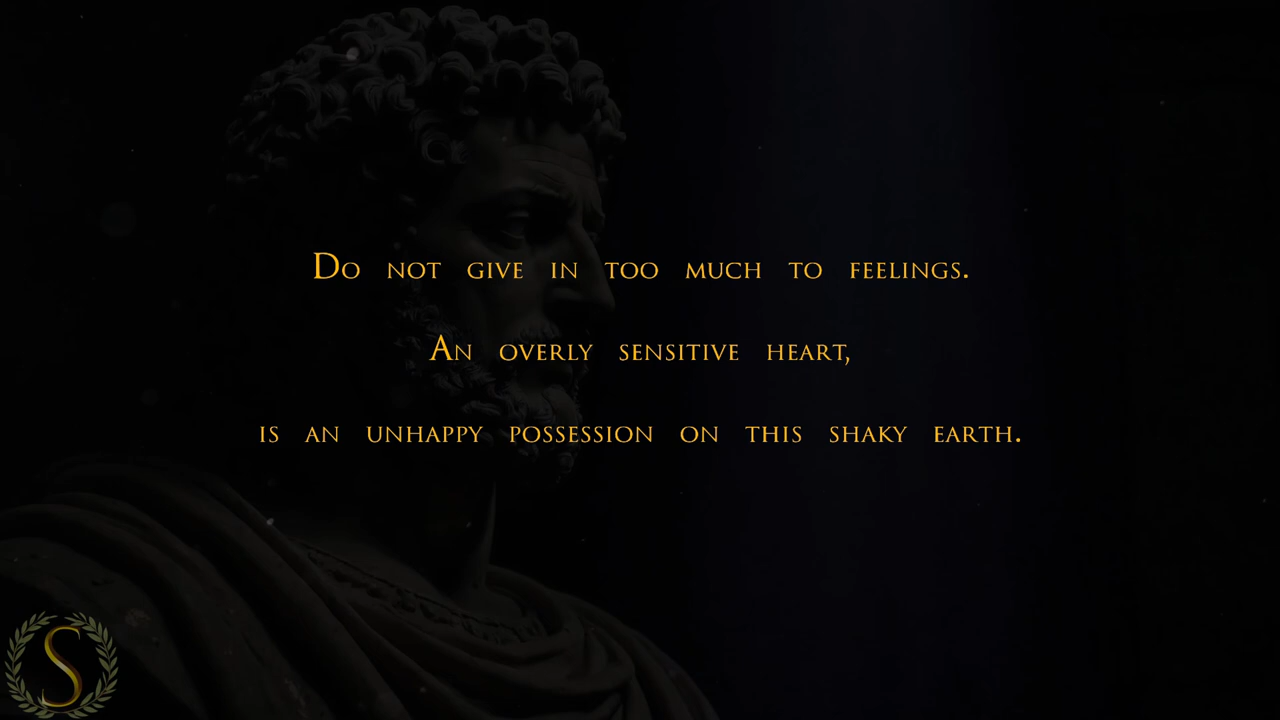 Do not give in too much to feelings.
An overly sensitive heart,
is an unhappy possession on this shaky earth.
S